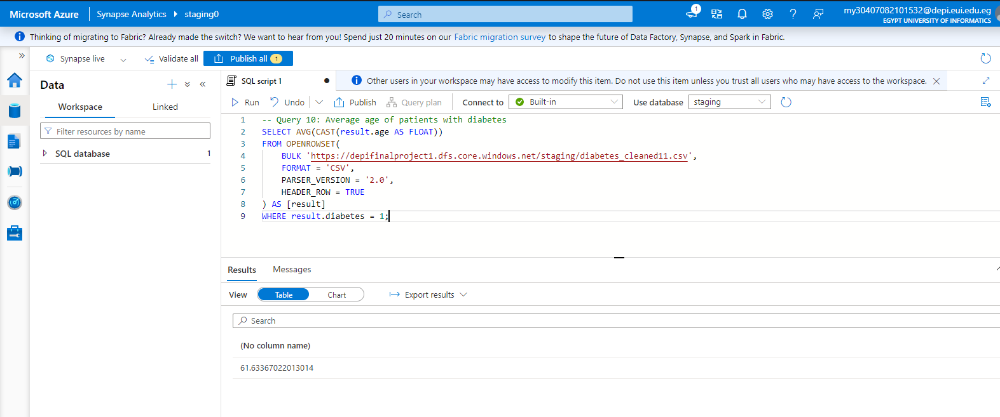 Microsoft Azure
Synapse Analytics
staging0
Search
1
my30407082101532@depi.eui.edu.eg
EGYPT UNIVERSITY OF INFORMATICS
Thinking of migrating to Fabric? Already made the switch? We want to hear from you! Spend just 20 minutes on our Fabric migration survey to shape the future of Data Factory, Synapse, and Spark in Fabric.
Synapse live
Validate all
Publish all 1
Data
Workspace
Linked
Filter resources by name
SQL database 1
SQL script 1
Other users in your workspace may have access to modify this item. Do not use this item unless you trust all users who may have access to the workspace.
Run
Undo
Publish
Query plan
Connect to
Built-in
Use database
staging
1 -- Query 10: Average age of patients with diabetes
2 SELECT AVG(CAST(result.age AS FLOAT))
3 FROM OPENROWSET(
4 BULK 'https://depifinalproject1.dfs.core.windows.net/staging/diabetes_cleaned11.csv',
5 FORMAT = 'CSV',
6 PARSER_VERSION = '2.0',
7 HEADER_ROW = TRUE
8 ) AS [result]
9 WHERE result.diabetes = 1;
Results
Messages
View
Table
Chart
Export results
Search
(No column name)
61.63367022013014